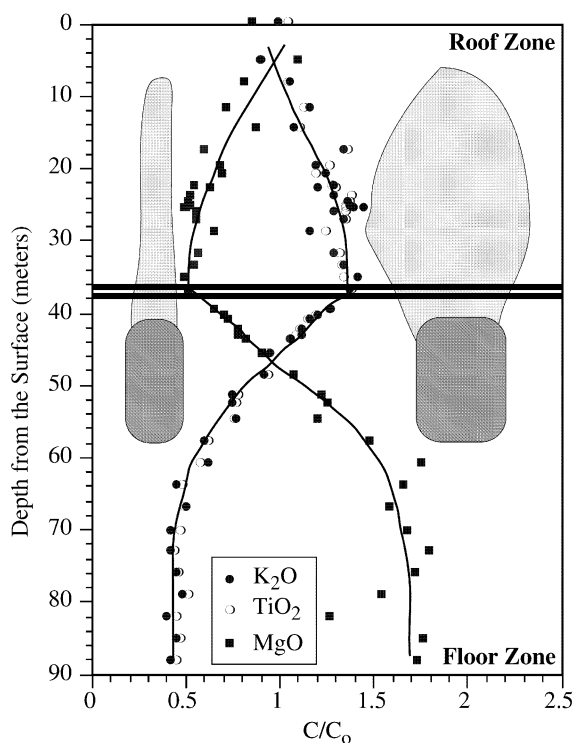 0
10
20
30
40
50
60
70
80
90
Depth from the Surface (meters)
Roof Zone
K₂O
TiO₂
MgO
Floor Zone
0
0.5
1
1.5
2
2.5
C/Cₒ